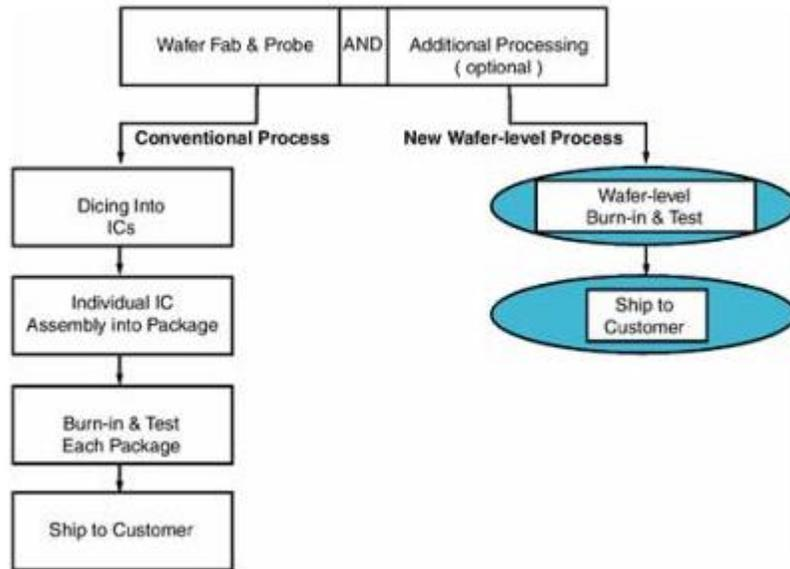 Wafer Fab & Probe
AND
Additional Processing
( optional )
Conventional Process
New Wafer-level Process
Dicing Into
ICs
Individual IC
Assembly into Package
Burn-in & Test
Each Package
Ship to Customer
Wafer-level
Burn-in & Test
Ship to
Customer